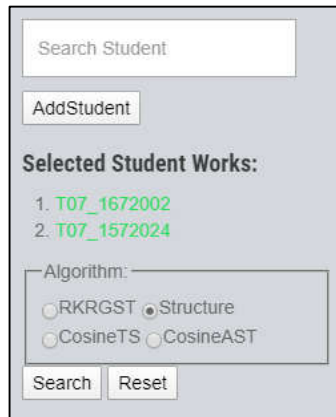 Search Student
AddStudent
Selected Student Works:
1. T07_1672002
2. T07_1572024
Algorithm:
RKRGST Structure
CosineTS CosineAST
Search Reset